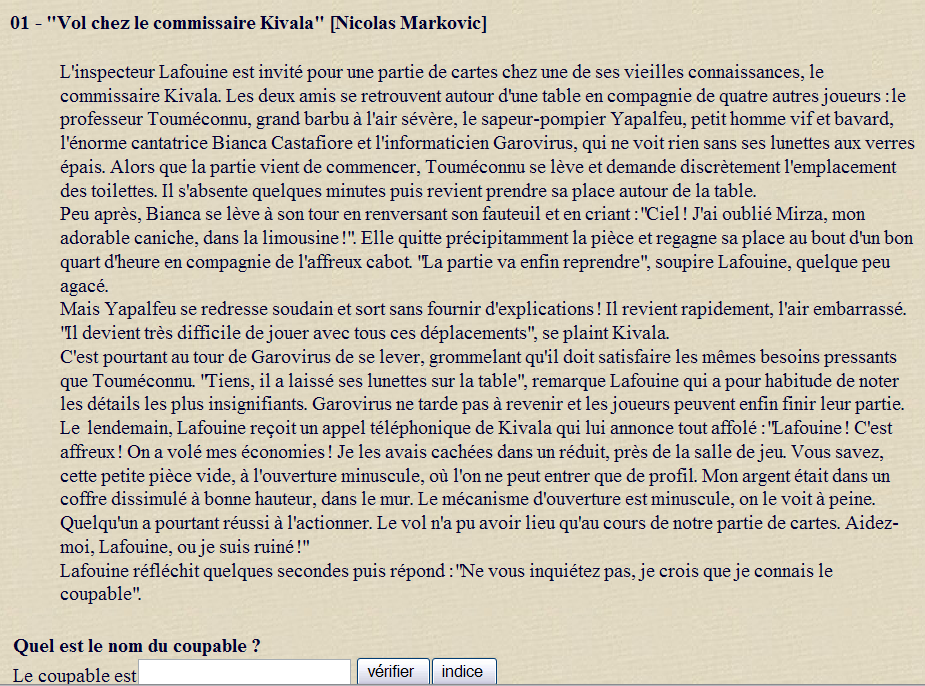 01 - "Vol chez le commissaire Kivala" [Nicolas Markovic]
L'inspecteur Lafouine est invité pour une partie de cartes chez une de ses vieilles connaissances, le
commissaire Kivala. Les deux amis se retrouvent autour d'une table en compagnie de quatre autres joueurs : le
professeur Touméconnu, grand barbu à l'air sévère, le sapeur-pompier Yapalfeu, petit homme vif et bavard,
l'énorme cantatrice Bianca Castafiore et l'informaticien Garovirus, qui ne voit rien sans ses lunettes aux verres
épais. Alors que la partie vient de commencer, Touméconnu se lève et demande discrètement l'emplacement
des toilettes. Il s'absente quelques minutes puis revient prendre sa place autour de la table.
Peu après, Bianca se lève à son tour en renversant son fauteuil et en criant : "Ciel ! J'ai oublié Mirza, mon
adorable caniche, dans la limousine !". Elle quitte précipitamment la pièce et regagne sa place au bout d'un bon
quart d'heure en compagnie de l'affreux cabot. "La partie va enfin reprendre", soupire Lafouine, quelque peu
agacé.
Mais Yapalfeu se redresse soudain et sort sans fournir d'explications ! Il revient rapidement, l'air embarrassé.
"Il devient très difficile de jouer avec tous ces déplacements", se plaint Kivala.
C'est pourtant au tour de Garovirus de se lever, grommelant qu'il doit satisfaire les mêmes besoins pressants
que Touméconnu. "Tiens, il a laissé ses lunettes sur la table", remarque Lafouine qui a pour habitude de noter
les détails les plus insignifiants. Garovirus ne tarde pas à revenir et les joueurs peuvent enfin finir leur partie.
Le lendemain, Lafouine reçoit un appel téléphonique de Kivala qui lui annonce tout affolé : "Lafouine ! C'est
affreux ! On a volé mes économies ! Je les avais cachées dans un réduit, près de la salle de jeu. Vous savez,
cette petite pièce vide, à l'ouverture minuscule, où l'on ne peut entrer que de profil. Mon argent était dans un
coffre dissimulé à bonne hauteur, dans le mur. Le mécanisme d'ouverture est minuscule, on le voit à peine.
Quelqu'un a pourtant réussi à l'actionner. Le vol n'a pu avoir lieu qu'au cours de notre partie de cartes. Aidez-
moi, Lafouine, ou je suis ruiné !"
Lafouine réfléchit quelques secondes puis répond : "Ne vous inquiétez pas, je crois que je connais le
coupable".
Quel est le nom du coupable ?
Le coupable est vérifier indice